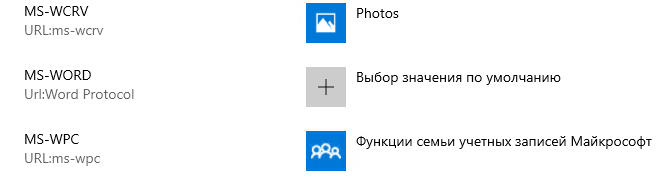 MS-WCRV
URL:ms-wcrv
Photos
MS-WORD
Url:Word Protocol
Выбор значения по умолчанию
MS-WPC
URL:ms-wpc
Функции семьи учетных записей Майкрософт